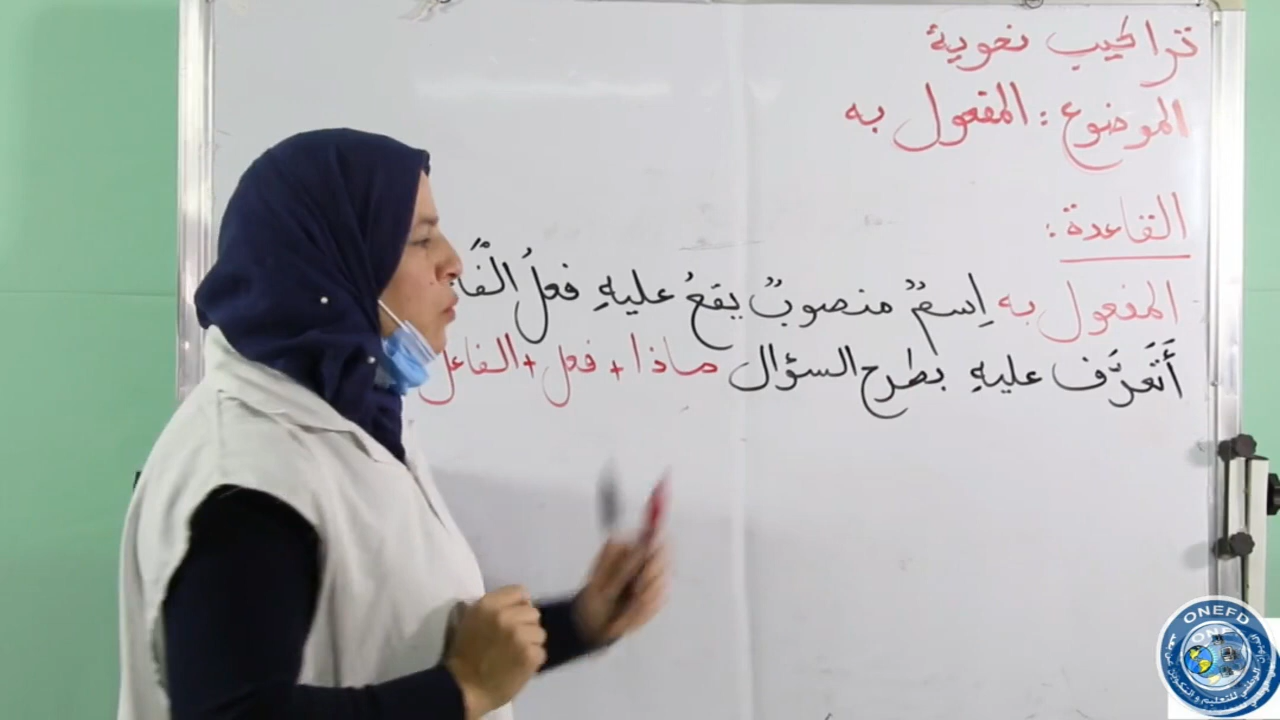 تراكيب نحوية
الموضوع : المفعول به
القاعدة :
المفعول به اِسمٌ منصوبٌ يقعُ عليهِ فعلُ
أَتَعَرَّف عليهِ بطرح السؤال ماذا + فعل + الفاعل
ONEFD